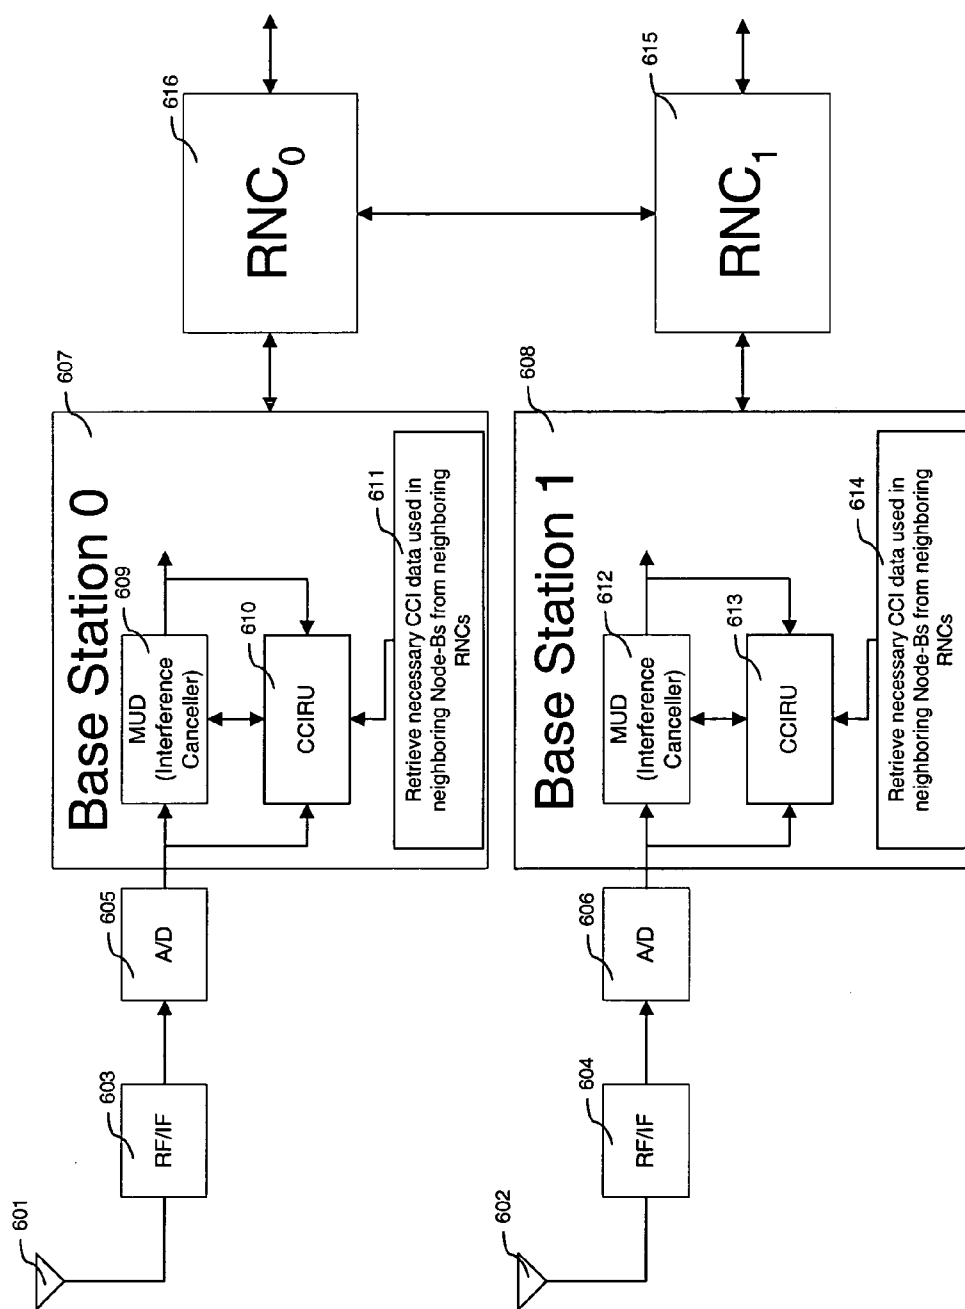 601
603
RF/IF
605
A/D
607
Base Station 0
609
MUD
(Interference
Canceller)
610
CCIRU
611
Retrieve necessary CCI data used in
neighboring Node-Bs from neighboring
RNCs
616
RNC0
602
604
RF/IF
606
A/D
608
Base Station 1
612
MUD
(Interference
Canceller)
613
CCIRU
614
Retrieve necessary CCI data used in
neighboring Node-Bs from neighboring
RNCs
615
RNC1